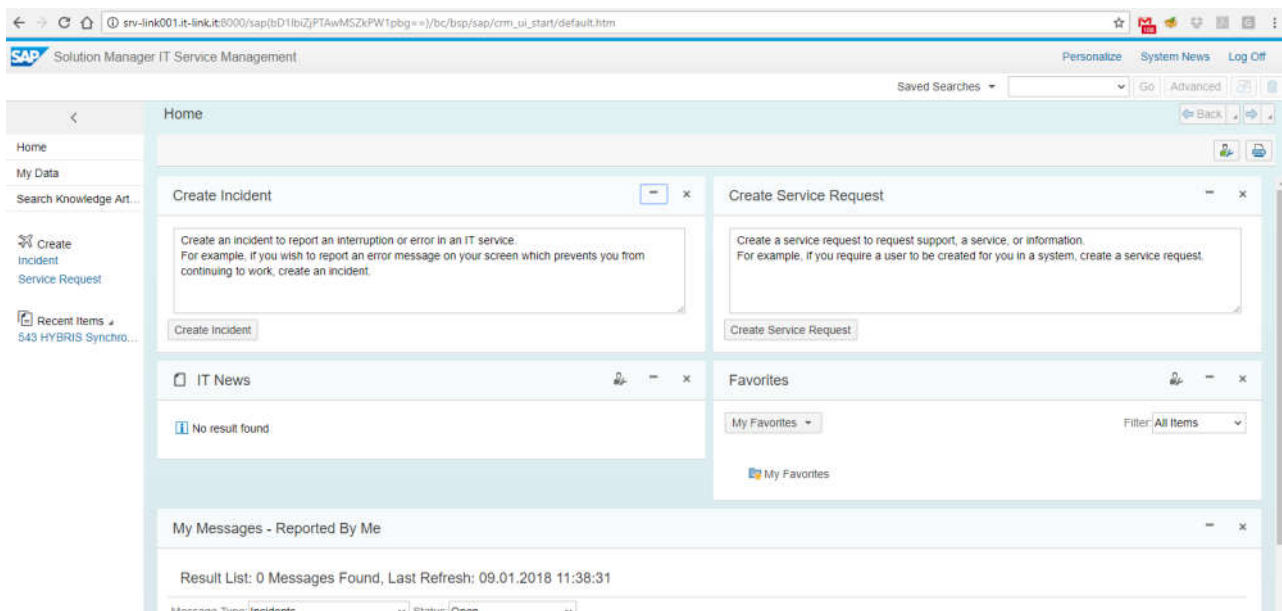 srv-link001.it-link.it:8000/sap(bD1lbiZjPTAwMSZkPW1pbg==)/bc/bsp/sap/crm_ui_start/default.htm
SAP Solution Manager IT Service Management
Personalize System News Log Off
Saved Searches
Go Advanced
Home
Back
Home
My Data
Search Knowledge Art...
Create
Incident
Service Request
Recent Items
543 HYBRIS Synchro...
Create Incident
Create an incident to report an interruption or error in an IT service.
For example, if you wish to report an error message on your screen which prevents you from
continuing to work, create an incident.
Create Incident
Create Service Request
Create a service request to request support, a service, or information.
For example, if you require a user to be created for you in a system, create a service request.
Create Service Request
IT News
No result found
Favorites
My Favorites
Filter: All Items
My Favorites
My Messages - Reported By Me
Result List: 0 Messages Found, Last Refresh: 09.01.2018 11:38:31
Message Type: Incidents Status: Open